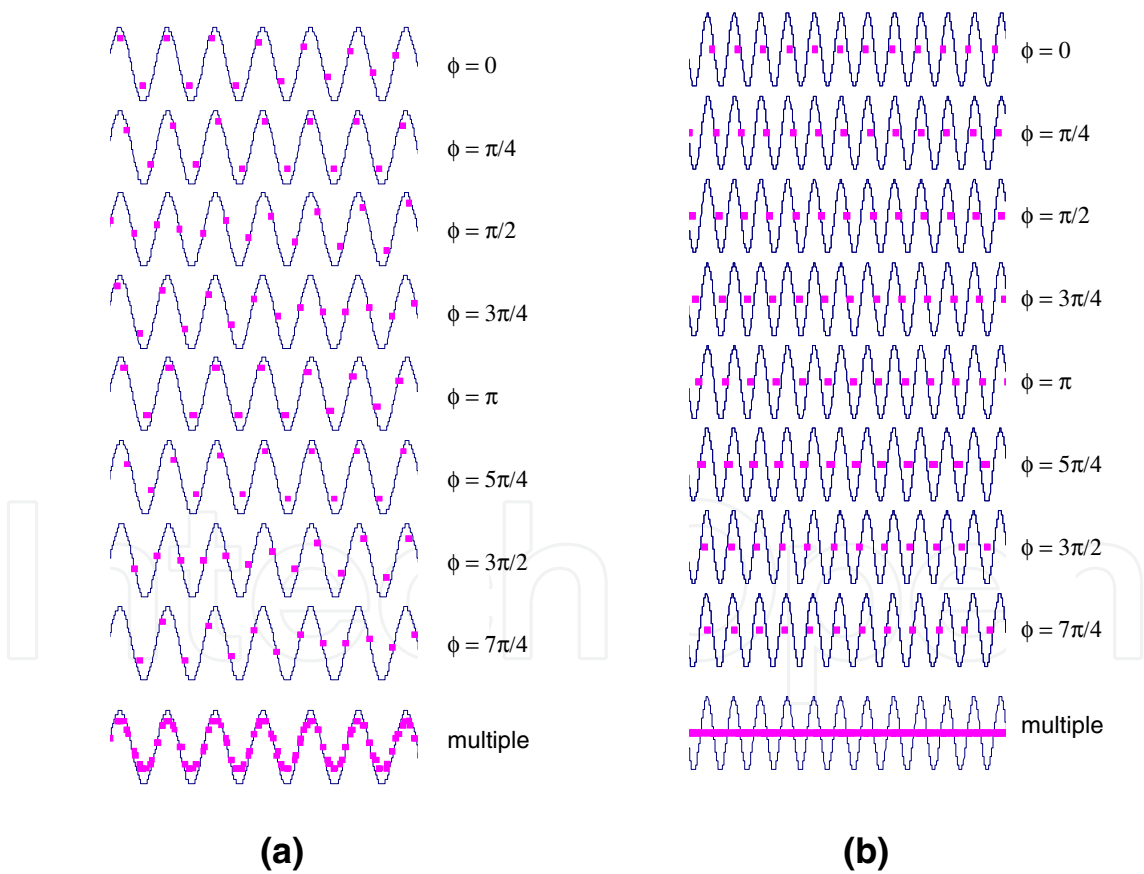 ϕ = 0
ϕ = π/4
ϕ = π/2
ϕ = 3π/4
ϕ = π
ϕ = 5π/4
ϕ = 3π/2
ϕ = 7π/4
multiple
(a)
ϕ = 0
ϕ = π/4
ϕ = π/2
ϕ = 3π/4
ϕ = π
ϕ = 5π/4
ϕ = 3π/2
ϕ = 7π/4
multiple
(b)
IntechOpen